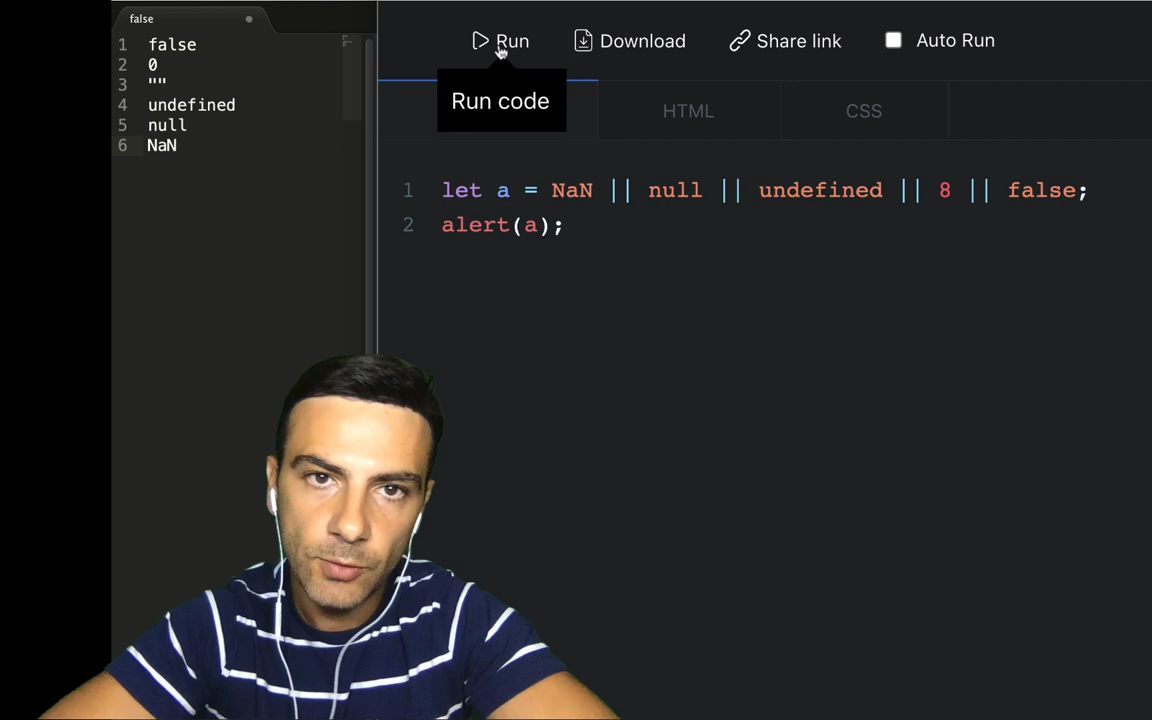 false
1 false
2 0
3 ""
4 undefined
5 null
6 NaN
Run Download Share link Auto Run
Run code
HTML CSS
1 let a = NaN || null || undefined || 8 || false;
2 alert(a);